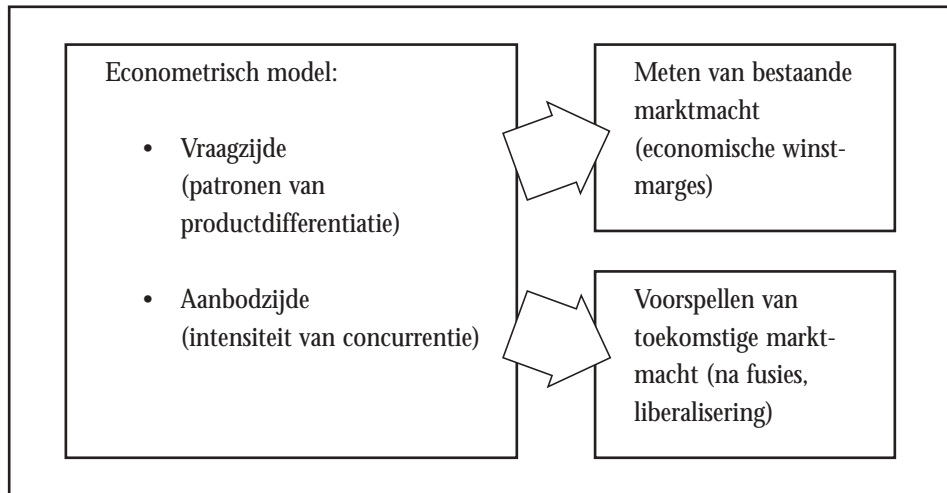 Econometrisch model:
• Vraagzijde
(patronen van
productdifferentiatie)
• Aanbodzijde
(intensiteit van concurrentie)
Meten van bestaande
marktmacht
(economische winst-
marges)
Voorspellen van
toekomstige markt-
macht (na fusies,
liberalisering)